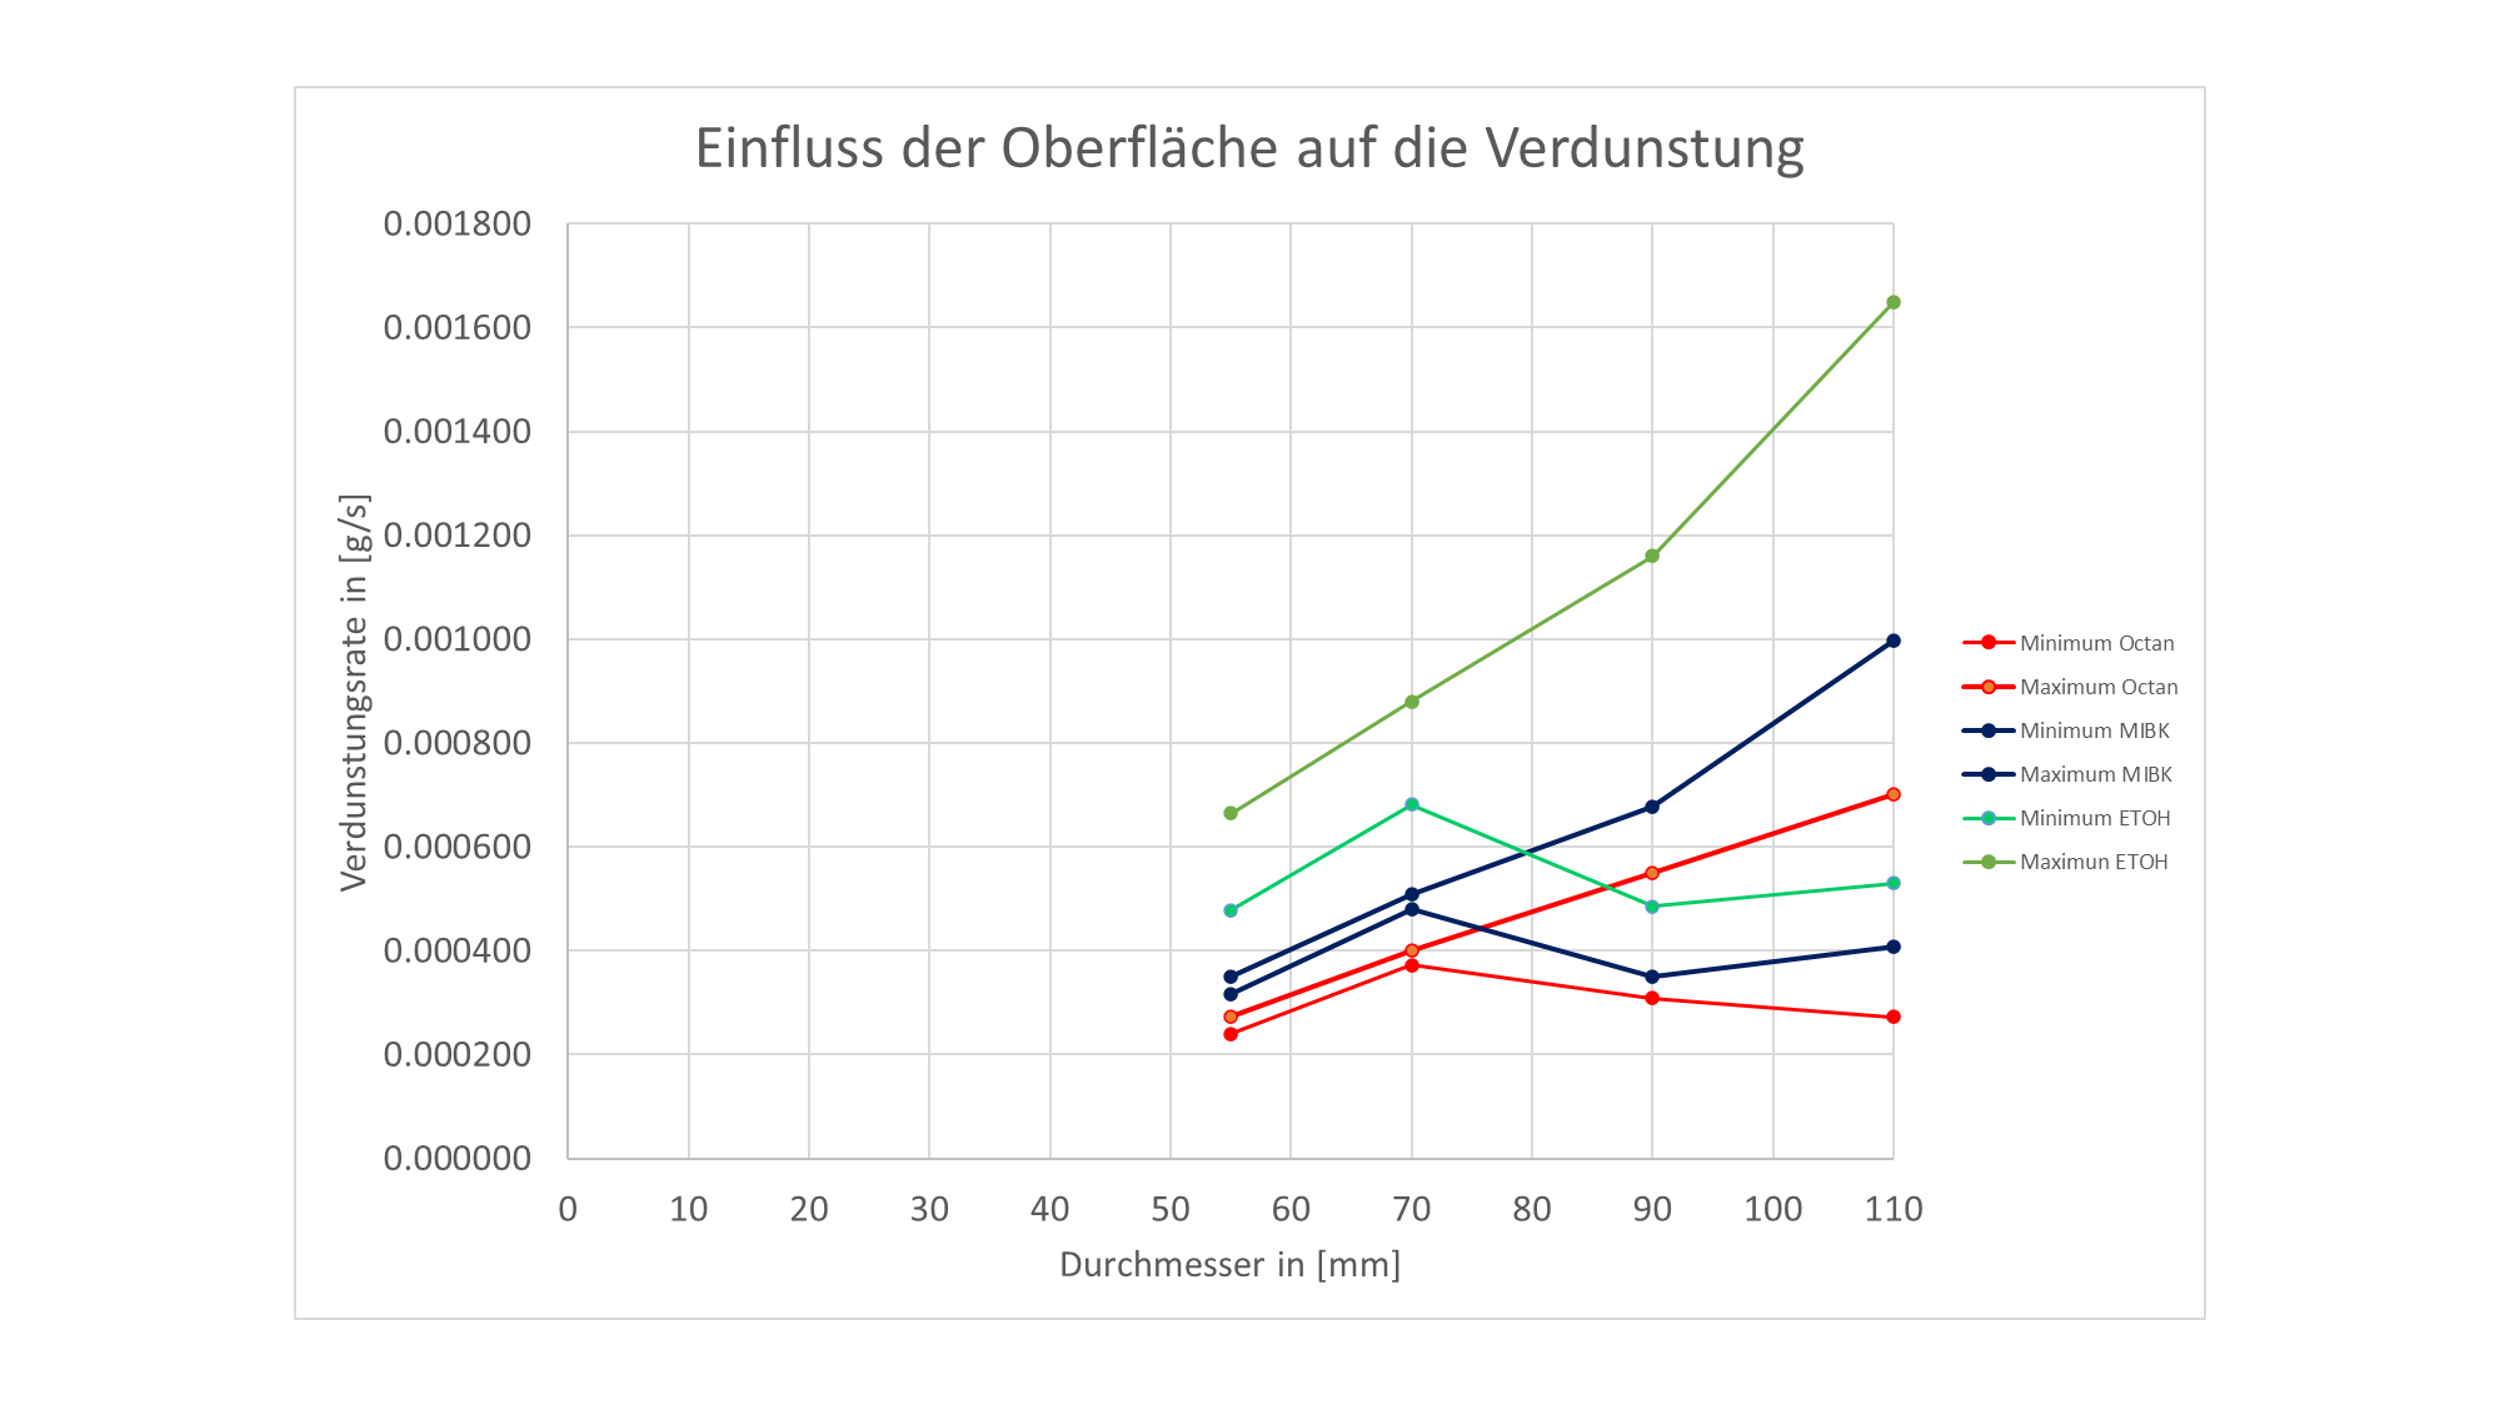 Einfluss der Oberfläche auf die Verdunstung
0.001800
0.001600
0.001400
0.001200
0.001000
0.000800
0.000600
0.000400
0.000200
0.000000
Verdunstungsrate in [g/s]
0 10 20 30 40 50 60 70 80 90 100 110
Durchmesser in [mm]
Minimum Octan
Maximum Octan
Minimum MIBK
Maximum MIBK
Minimum ETOH
Maximun ETOH